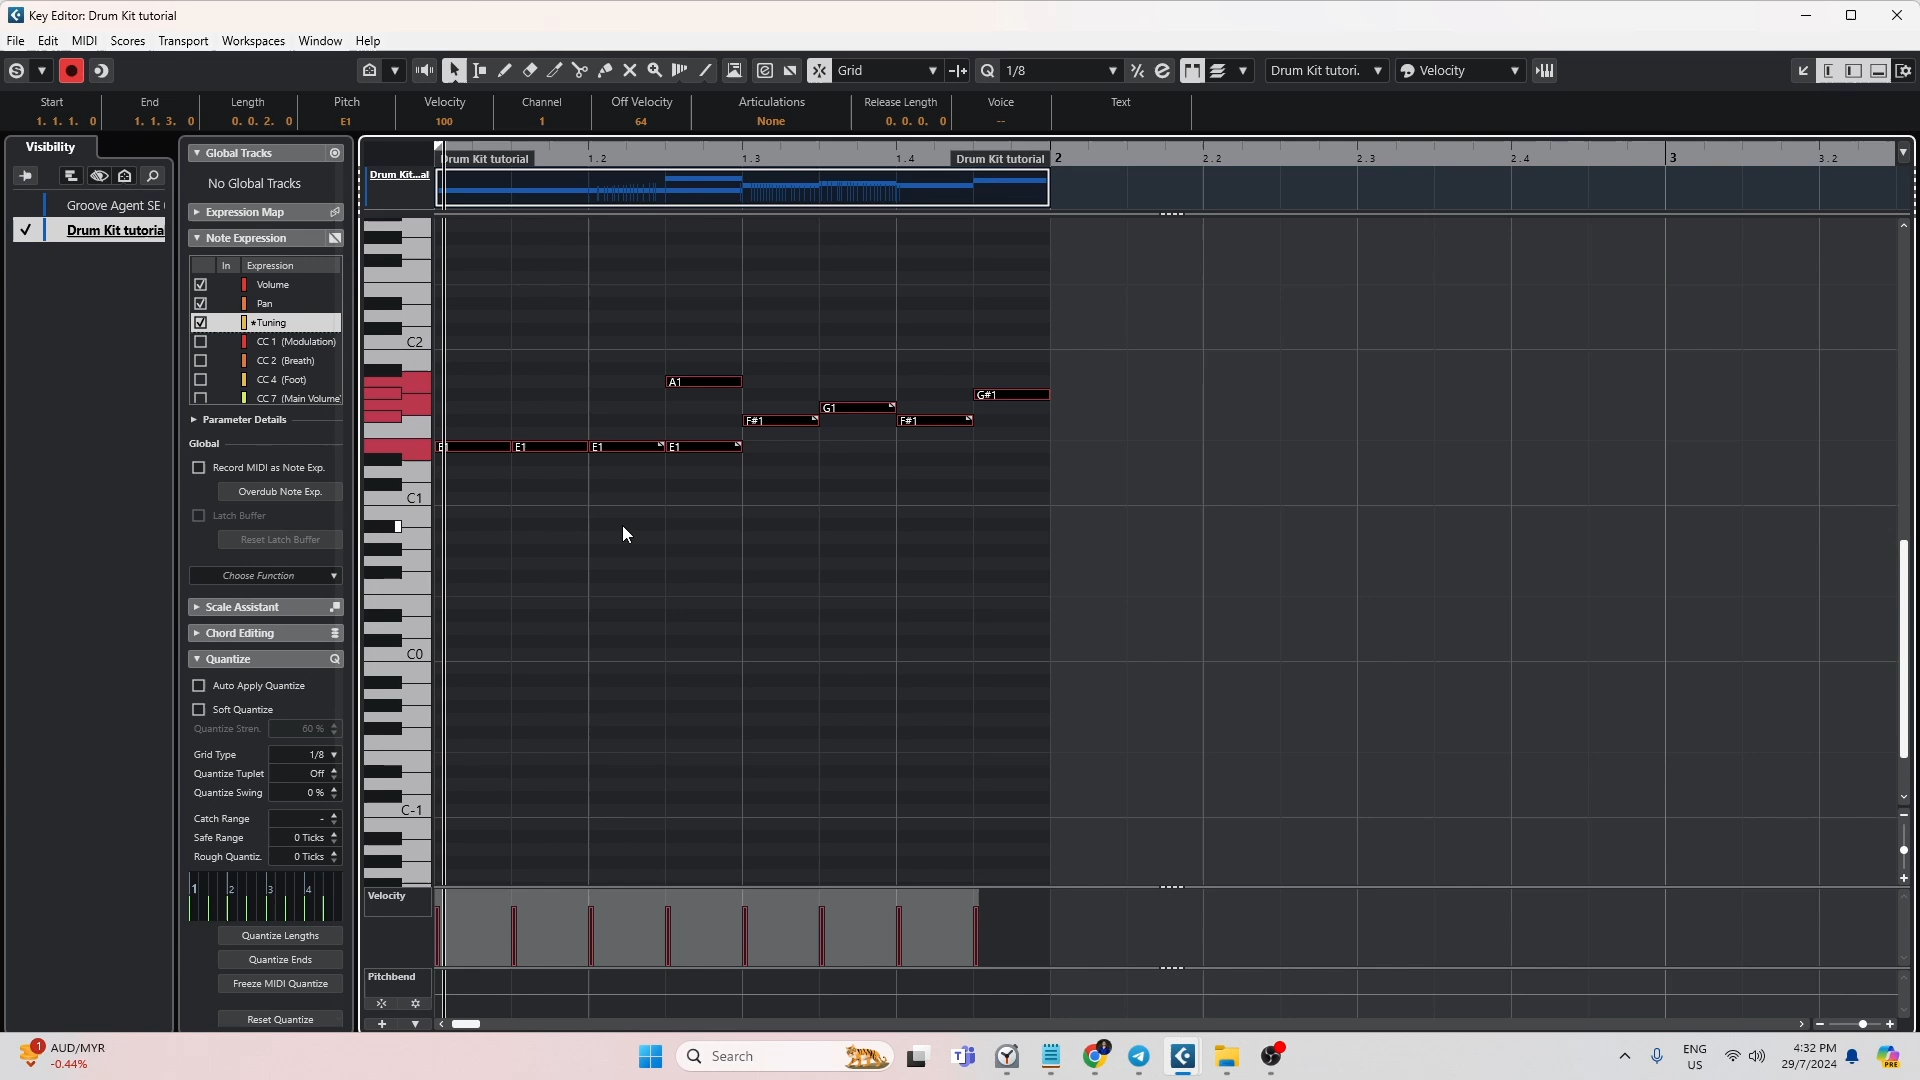 Key Editor: Drum Kit tutorial
File Edit MIDI Scores Transport Workspaces Window Help
Grid 1/8 Drum Kit tutori. Velocity
Start End Length Pitch Velocity Channel Off Velocity Articulations Release Length Voice Text
1. 1. 1. 0 1. 1. 3. 0 0. 0. 2. 0 E1 100 1 64 None 0. 0. 0. 0 --
Visibility
Groove Agent SE
Drum Kit tutorial
Global Tracks
No Global Tracks
Expression Map
Note Expression
In Expression
Volume
Pan
*Tuning
CC 1 (Modulation)
CC 2 (Breath)
CC 4 (Foot)
CC 7 (Main Volume
Parameter Details
Global
Record MIDI as Note Exp.
Overdub Note Exp.
Latch Buffer
Reset Latch Buffer
Choose Function
Scale Assistant
Chord Editing
Quantize
Auto Apply Quantize
Soft Quantize
Quantize Stren. 60 %
Grid Type 1/8
Quantize Tuplet Off
Quantize Swing 0 %
Catch Range -
Safe Range 0 Ticks
Rough Quantiz. 0 Ticks
1 2 3 4
Quantize Lengths
Quantize Ends
Freeze MIDI Quantize
Reset Quantize
Drum Kit tutorial 1.2 1.3 1.4 Drum Kit tutorial 2 2.2 2.3 2.4 3 3.2
Drum Kit...al
C2
A1
G#1
G1
F#1 F#1
E1 E1 E1 E1
C1
C0
C-1
Velocity
Pitchbend
1
AUD/MYR
-0.44%
Search
ENG
US
4:32 PM
29/7/2024
PRE